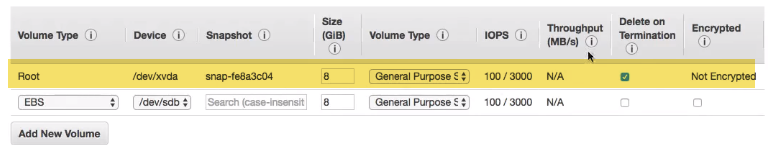 Volume Type i Device i Snapshot i Size (GiB) i Volume Type i IOPS i Throughput (MB/s) i Delete on Termination i Encrypted i
Root /dev/xvda snap-fe8a3c04 8 General Purpose S 100 / 3000 N/A Not Encrypted
EBS /dev/sdb Search (case-insensit 8 General Purpose S 100 / 3000 N/A
Add New Volume